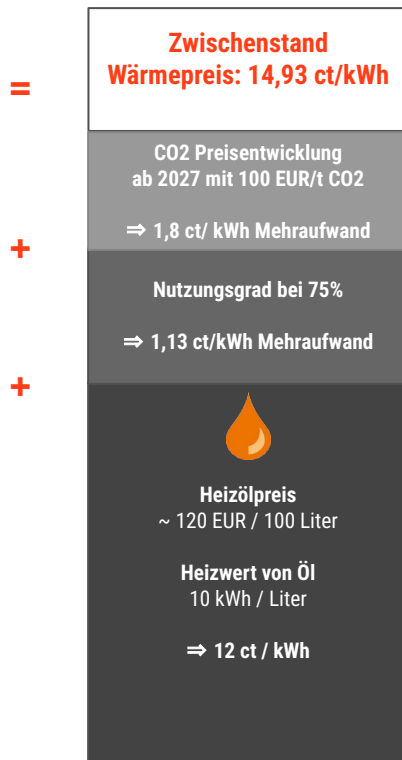 Zwischenstand
Wärmepreis: 14,93 ct/kWh
=
CO2 Preisentwicklung
ab 2027 mit 100 EUR/t CO2
⇒ 1,8 ct/ kWh Mehraufwand
+
Nutzungsgrad bei 75%
⇒ 1,13 ct/kWh Mehraufwand
+
Heizölpreis
~ 120 EUR / 100 Liter
Heizwert von Öl
10 kWh / Liter
⇒ 12 ct / kWh